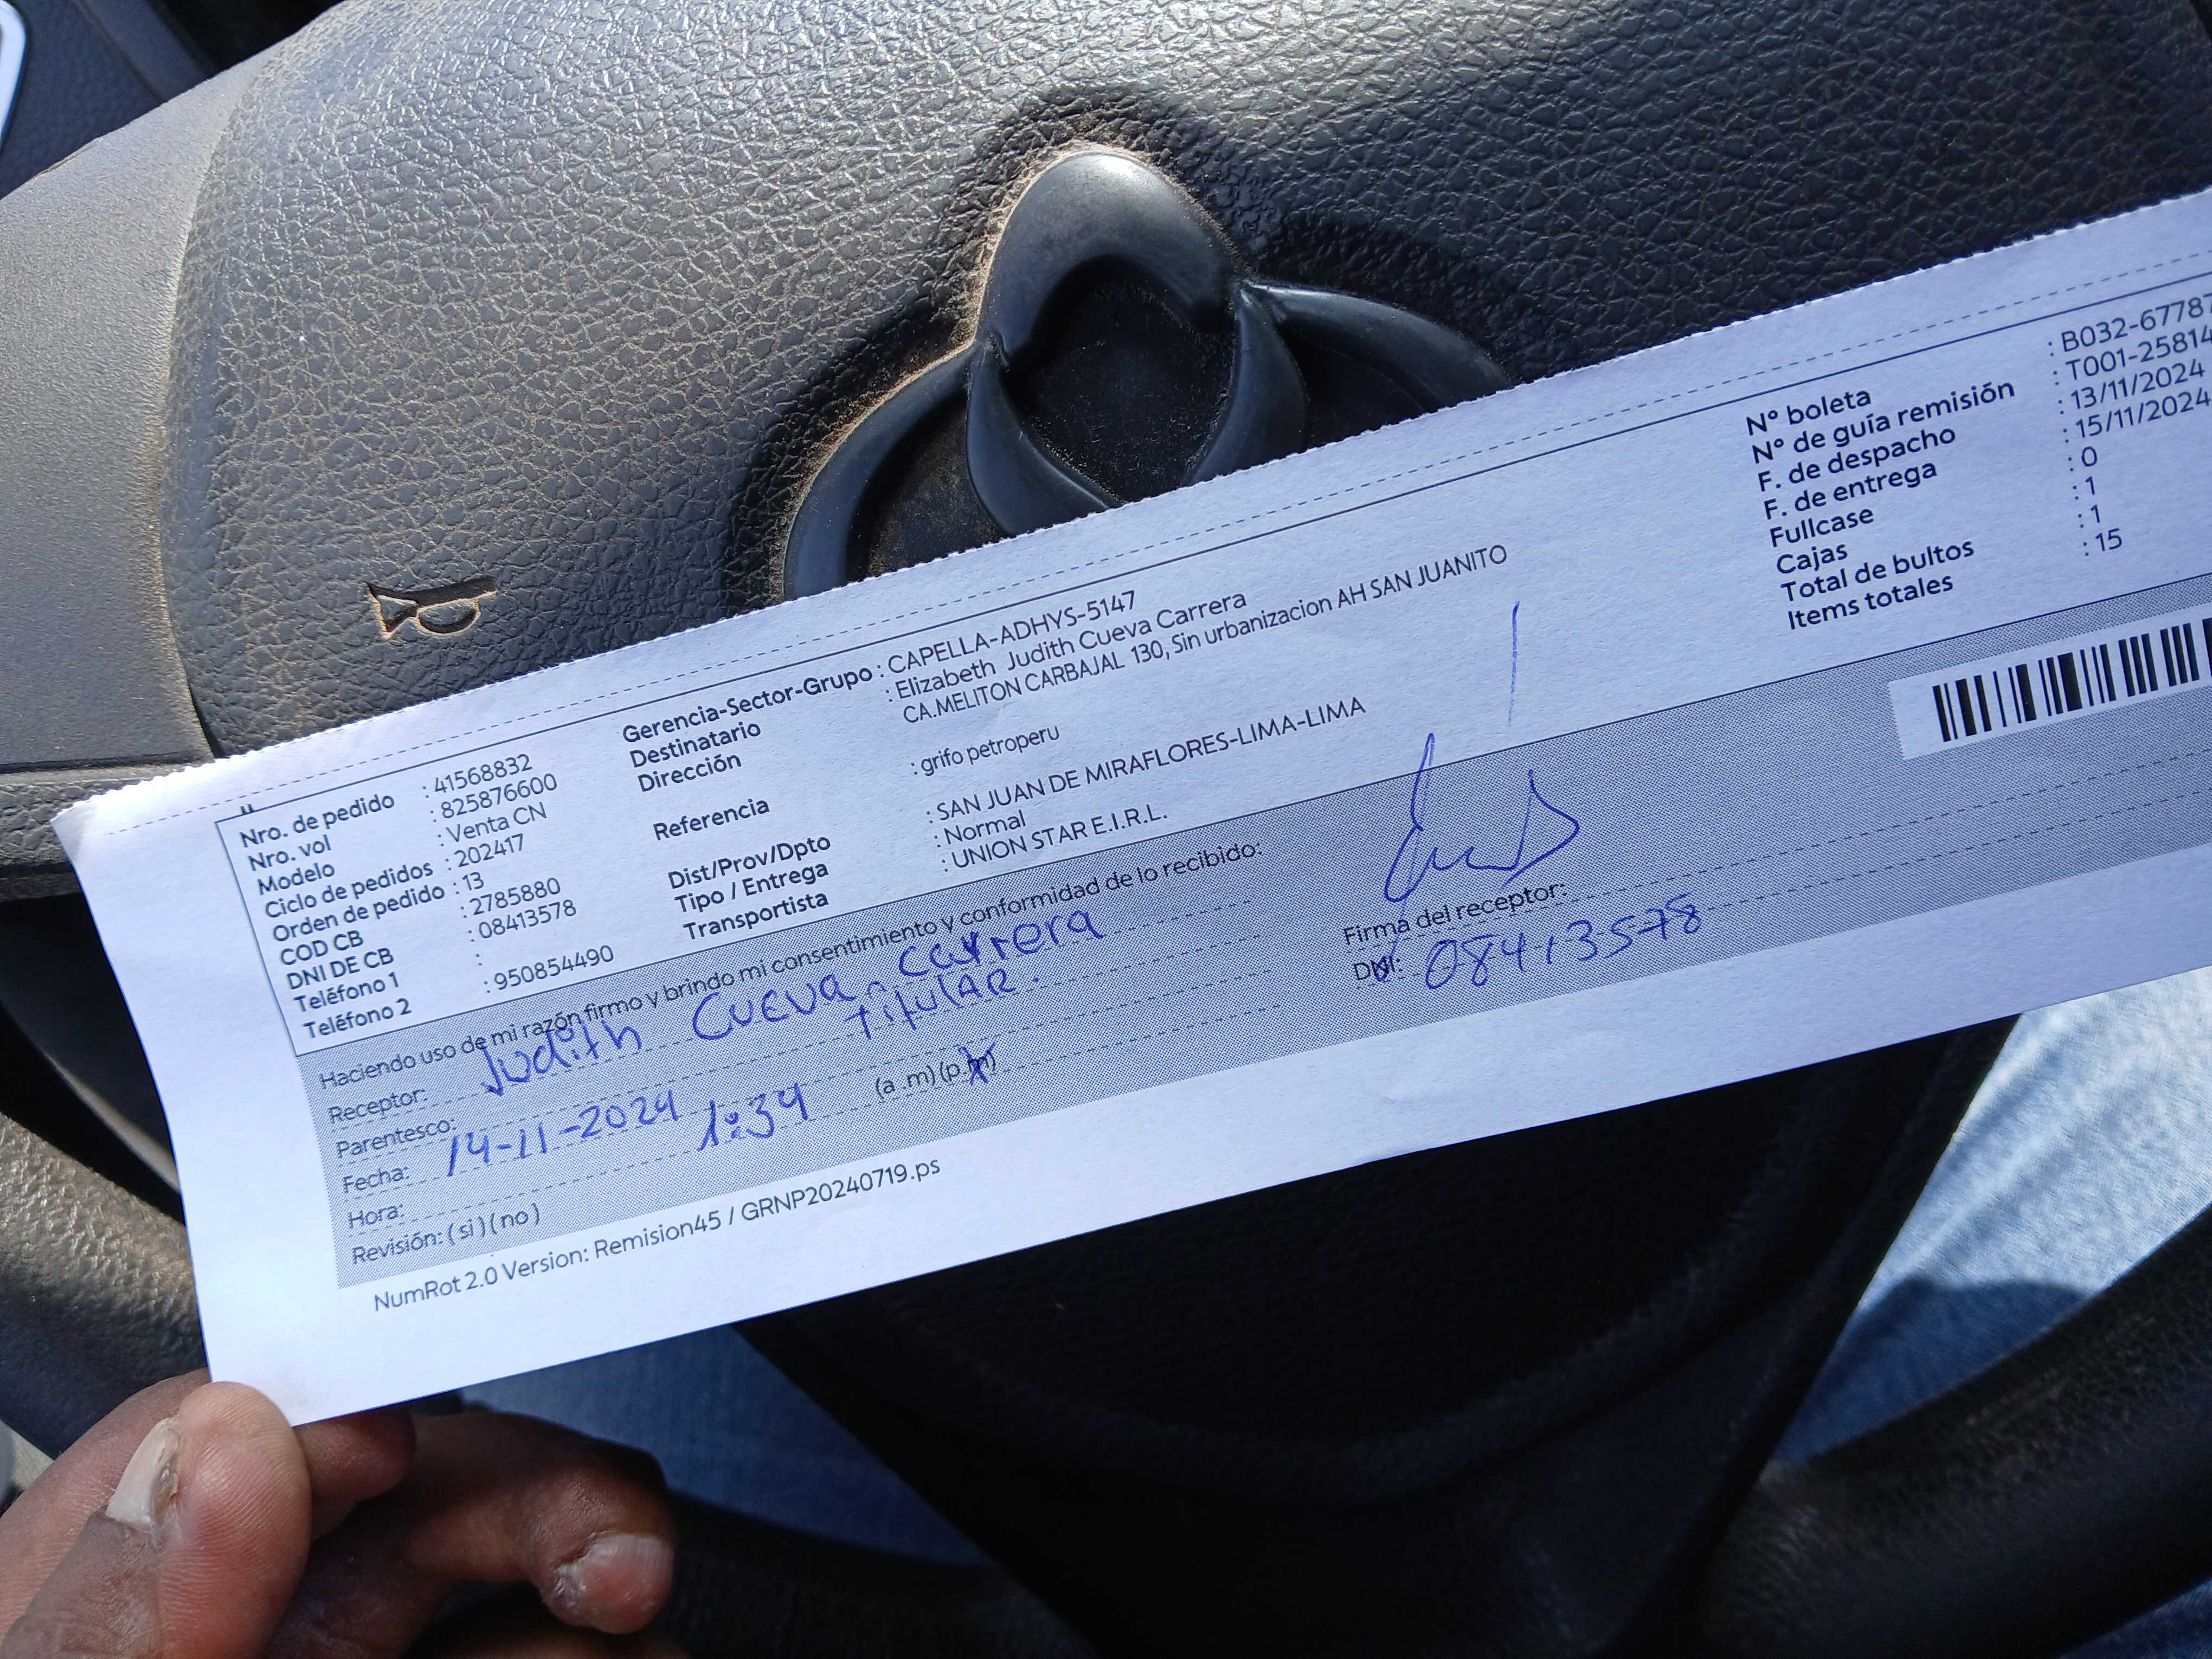 Nro. de pedido : 41568832
Nro. vol : 825876600
Modelo : Venta CN
Ciclo de pedidos : 202417
Orden de pedido : 13
COD CB : 2785880
DNI DE CB : 08413578
Teléfono 1 :
Teléfono 2 : 950854490
Gerencia-Sector-Grupo : CAPELLA-ADHYS-5147
Destinatario : Elizabeth Judith Cueva Carrera
Dirección CA.MELITON CARBAJAL 130, Sin urbanizacion AH SAN JUANITO
Referencia : grifo petroperu
Dist/Prov/Dpto : SAN JUAN DE MIRAFLORES-LIMA-LIMA
Tipo / Entrega : Normal
Transportista : UNION STAR E.I.R.L.
N° boleta : B032-6778
N° de guía remisión : T001-25814
F. de despacho : 13/11/2024
F. de entrega : 15/11/2024
Fullcase : 0
Cajas : 1
Total de bultos : 1
Items totales : 15
Haciendo uso de mi razón firmo y brindo mi consentimiento y conformidad de lo recibido:
Receptor: Judith Cueva carrera
Parentesco: TitulAR.
Fecha: 14-11-2024
Hora: 1:34 (a .m) (p.m)
Revisión: ( si ) ( no )
Firma del receptor:
DNI: 08413578
NumRot 2.0 Version: Remision45 / GRNP20240719.ps